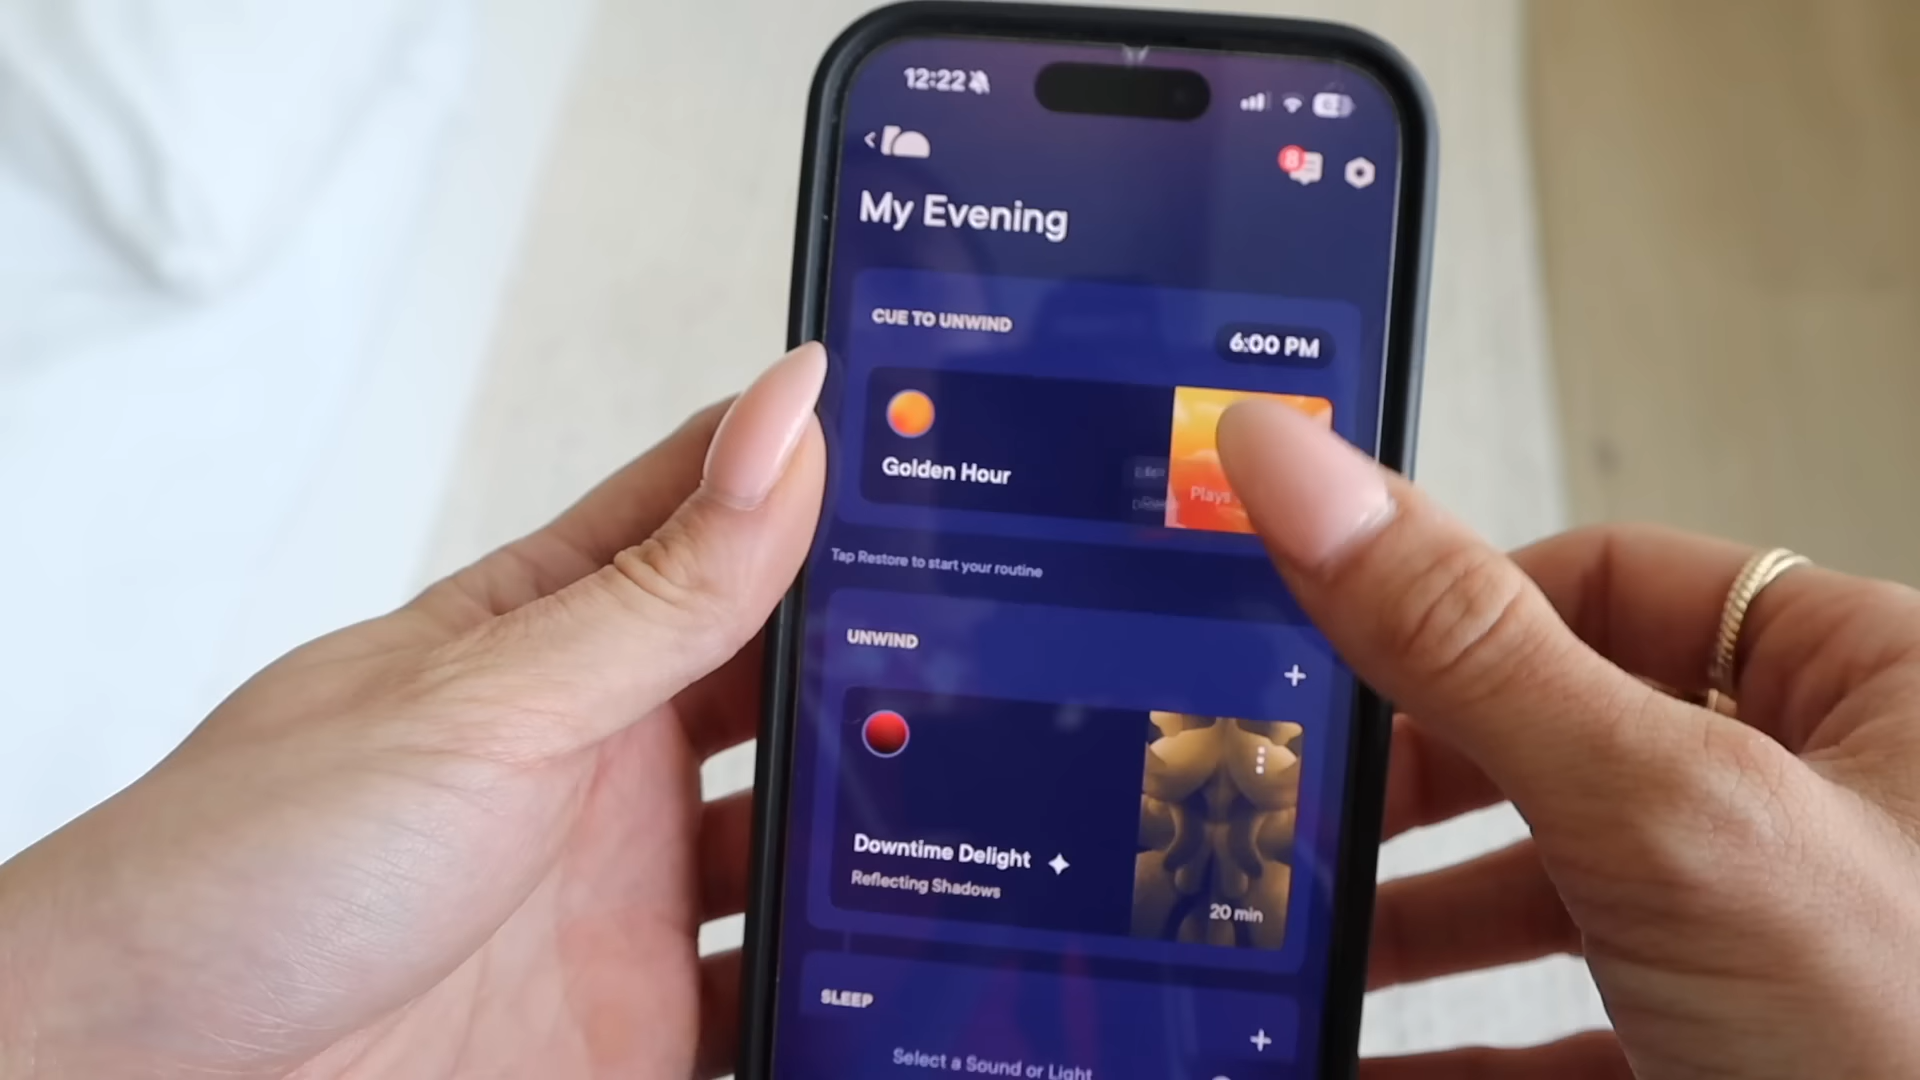 12:22
8
My Evening
CUE TO UNWIND
6:00 PM
Golden Hour
Plays
Tap Restore to start your routine
UNWIND
+
Downtime Delight
Reflecting Shadows
20 min
SLEEP
+
Select a Sound or Light